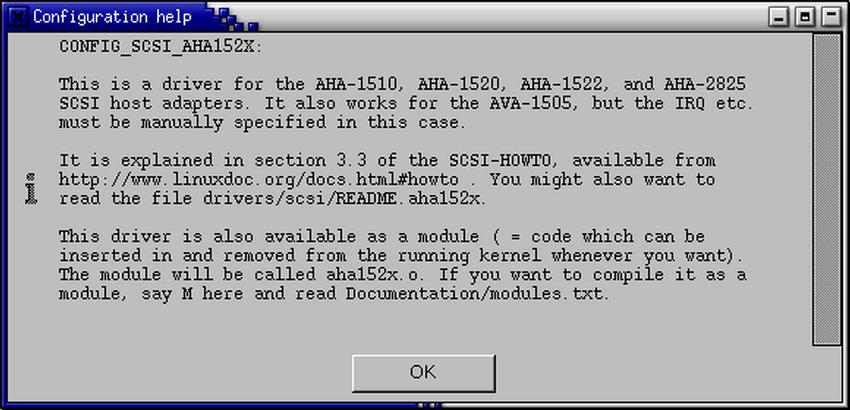 Configuration help
CONFIG_SCSI_AHA152X:
This is a driver for the AHA-1510, AHA-1520, AHA-1522, and AHA-2825
SCSI host adapters. It also works for the AVA-1505, but the IRQ etc.
must be manually specified in this case.
It is explained in section 3.3 of the SCSI-HOWTO, available from
http://www.linuxdoc.org/docs.html#howto . You might also want to
read the file drivers/scsi/README.aha152x.
This driver is also available as a module ( = code which can be
inserted in and removed from the running kernel whenever you want).
The module will be called aha152x.o. If you want to compile it as a
module, say M here and read Documentation/modules.txt.
OK